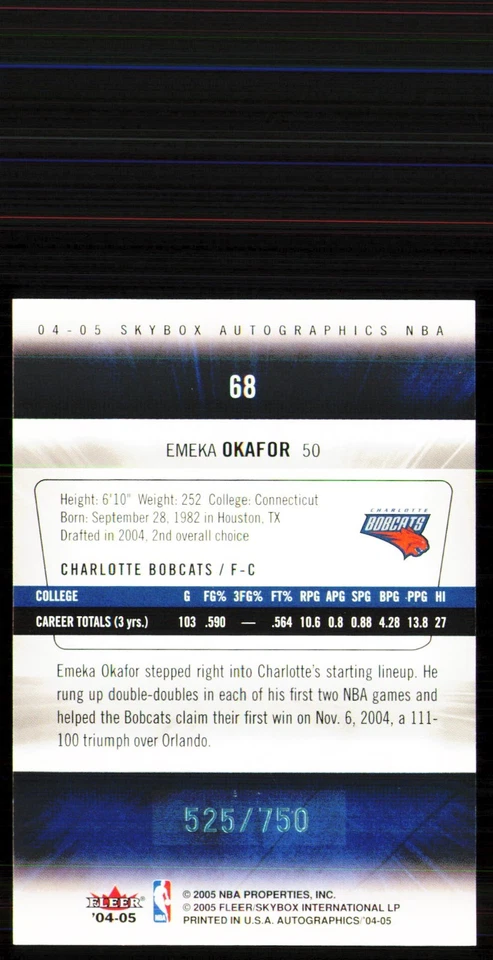 04-05 SKYBOX AUTOGRAPHICS NBA
68
EMEKA OKAFOR 50
Height: 6'10" Weight: 252 College: Connecticut
Born: September 28, 1982 in Houston, TX
Drafted in 2004, 2nd overall choice
CHARLOTTE
BOBCATS
CHARLOTTE BOBCATS / F-C
COLLEGE G FG% 3FG% FT% RPG APG SPG BPG PPG HI
CAREER TOTALS (3 yrs.) 103 .590 — .564 10.6 0.8 0.88 4.28 13.8 27
Emeka Okafor stepped right into Charlotte's starting lineup. He
rung up double-doubles in each of his first two NBA games and
helped the Bobcats claim their first win on Nov. 6, 2004, a 111-
100 triumph over Orlando.
525/750
FLEER
'04-05
NBA
© 2005 NBA PROPERTIES, INC.
© 2005 FLEER/SKYBOX INTERNATIONAL LP
PRINTED IN U.S.A. AUTOGRAPHICS/'04-05